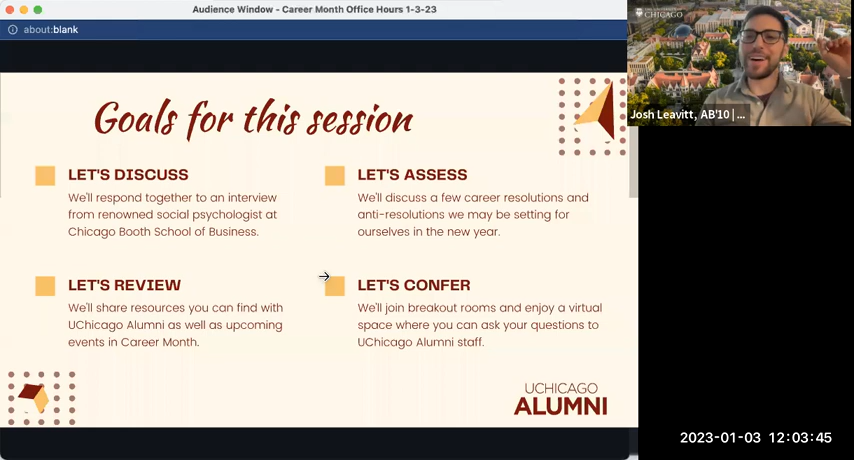 Audience Window - Career Month Office Hours 1-3-23
about:blank
Goals for this session
LET'S DISCUSS
We'll respond together to an interview
from renowned social psychologist at
Chicago Booth School of Business.
LET'S ASSESS
We'll discuss a few career resolutions and
anti-resolutions we may be setting for
ourselves in the new year.
LET'S REVIEW
We'll share resources you can find with
UChicago Alumni as well as upcoming
events in Career Month.
LET'S CONFER
We'll join breakout rooms and enjoy a virtual
space where you can ask your questions to
UChicago Alumni staff.
UCHICAGO
ALUMNI
CHICAGO
Josh Leavitt, AB'10 | ...
2023-01-03 12:03:45